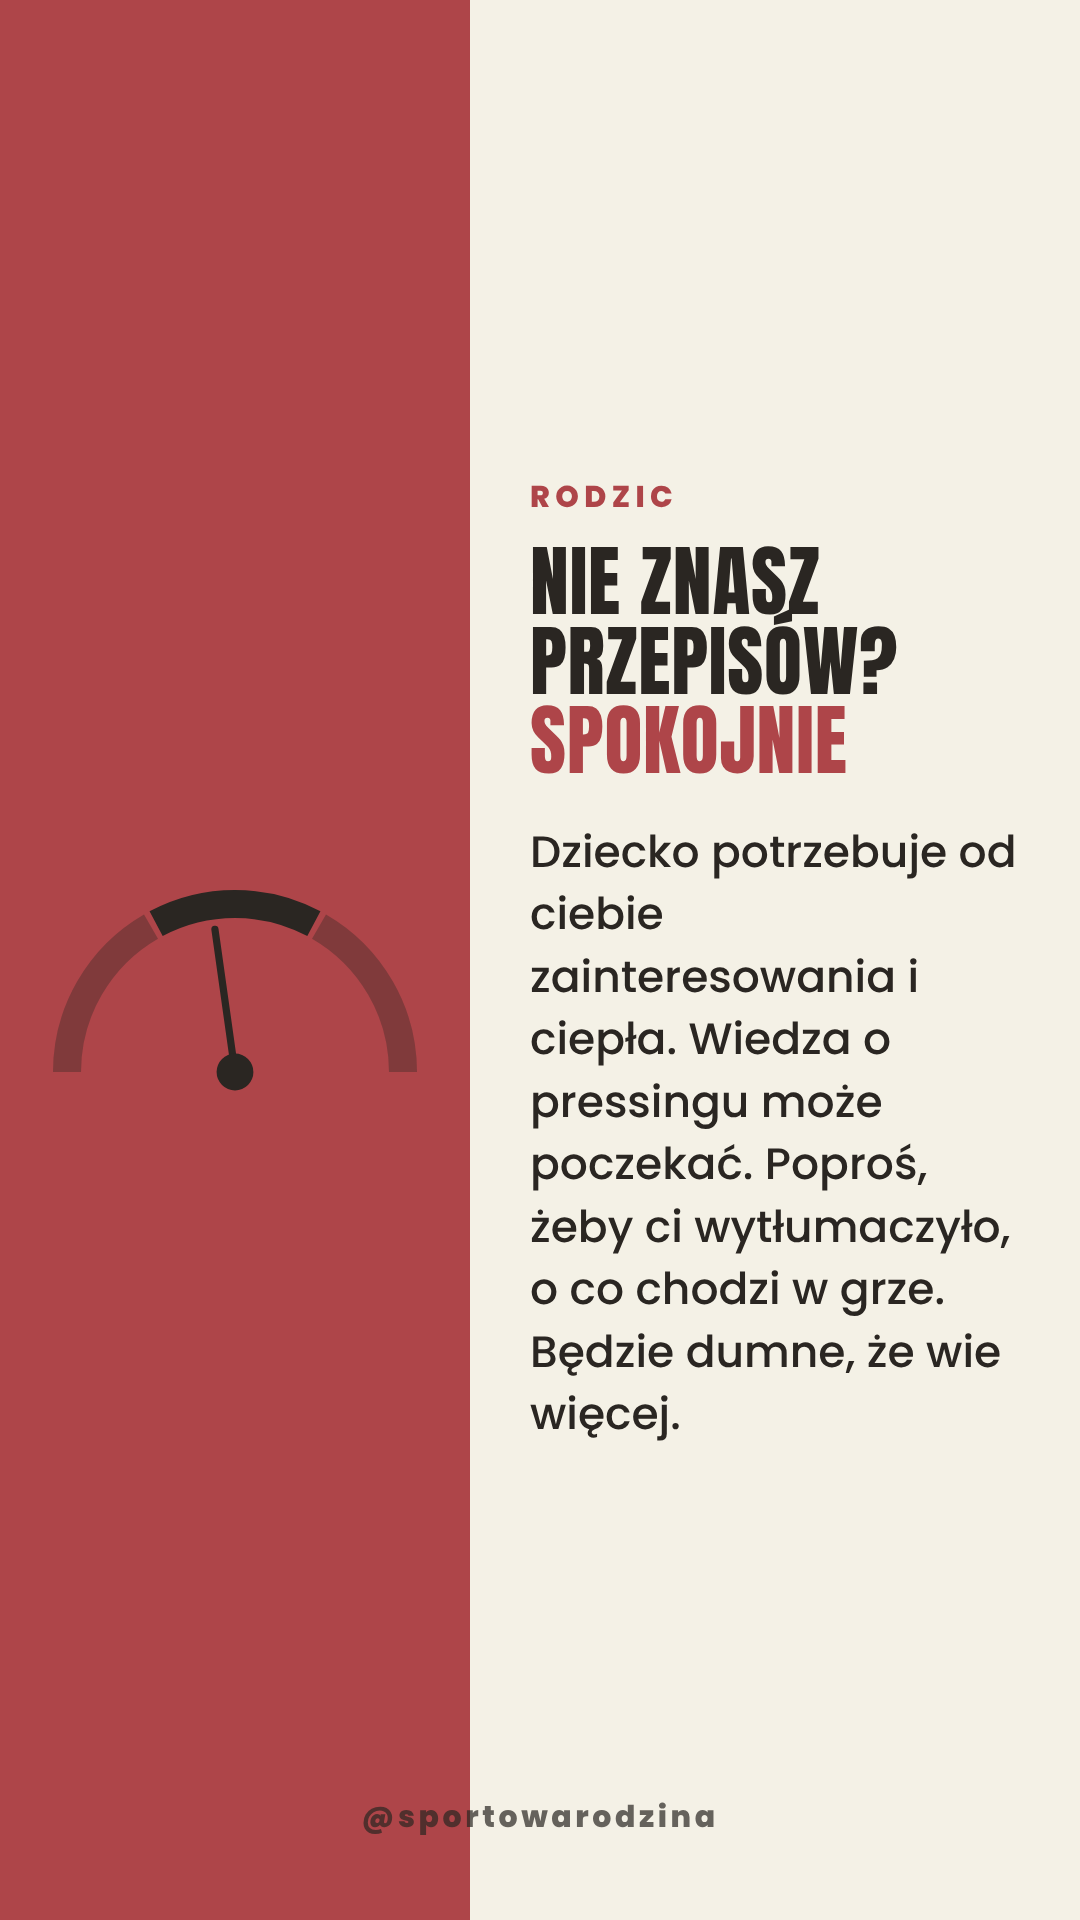 RODZIC
NIE ZNASZ
PRZEPISÓW?
SPOKOJNIE
Dziecko potrzebuje od
ciebie
zainteresowania i
ciepła. Wiedza o
pressingu może
poczekać. Poproś,
żeby ci wytłumaczyło,
o co chodzi w grze.
Będzie dumne, że wie
więcej.
@sportowarodzina